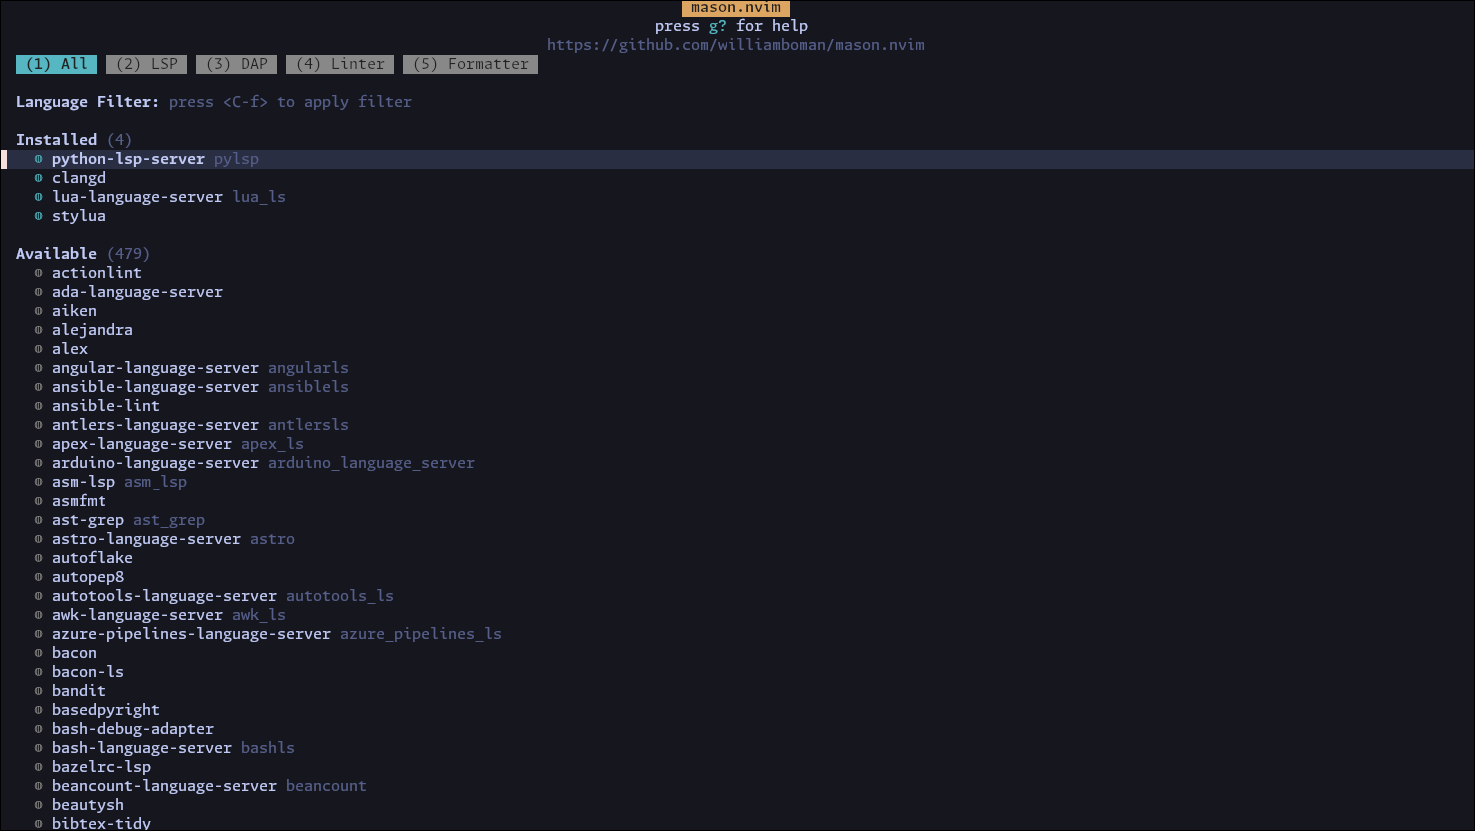 mason.nvim
press g? for help
https://github.com/williamboman/mason.nvim
(1) All (2) LSP (3) DAP (4) Linter (5) Formatter
Language Filter: press <C-f> to apply filter
Installed (4)
python-lsp-server pylsp
clangd
lua-language-server lua_ls
stylua
Available (479)
actionlint
ada-language-server
aiken
alejandra
alex
angular-language-server angularls
ansible-language-server ansiblels
ansible-lint
antlers-language-server antlersls
apex-language-server apex_ls
arduino-language-server arduino_language_server
asm-lsp asm_lsp
asmfmt
ast-grep ast_grep
astro-language-server astro
autoflake
autopep8
autotools-language-server autotools_ls
awk-language-server awk_ls
azure-pipelines-language-server azure_pipelines_ls
bacon
bacon-ls
bandit
basedpyright
bash-debug-adapter
bash-language-server bashls
bazelrc-lsp
beancount-language-server beancount
beautysh
bibtex-tidy